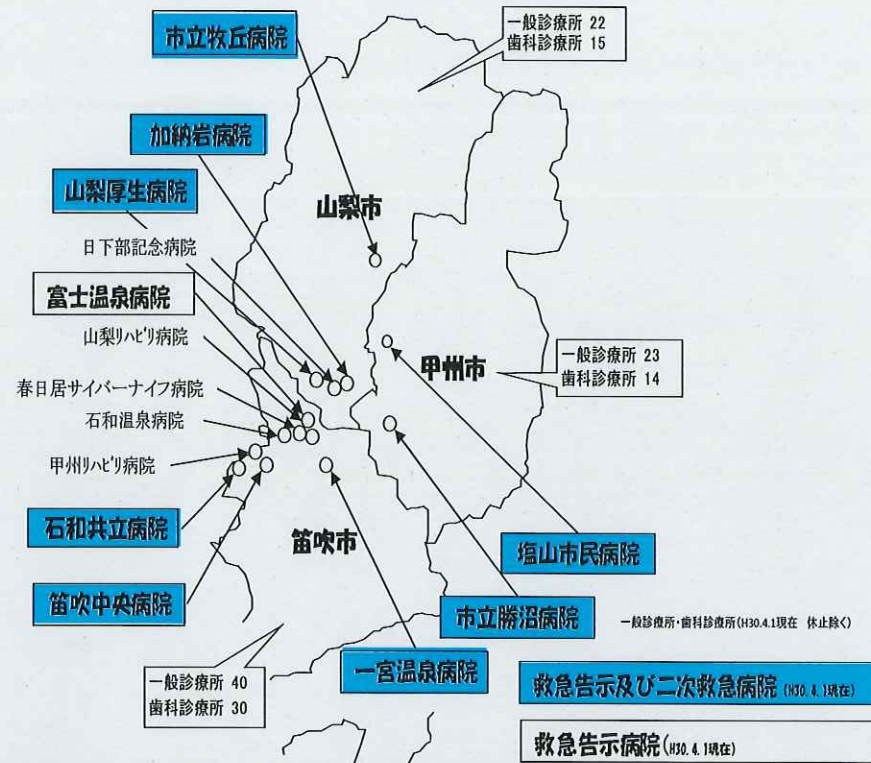 市立牧丘病院
一般診療所 22
歯科診療所 15
加納岩病院
山梨厚生病院
山梨市
日下部記念病院
富士温泉病院
山梨リハビリ病院
一般診療所 23
歯科診療所 14
甲州市
春日居サイバーナイフ病院
石和温泉病院
甲州リハビリ病院
石和共立病院
笛吹市
塩山市民病院
笛吹中央病院
市立勝沼病院
一般診療所・歯科診療所(H30.4.1現在 休止除く)
一宮温泉病院
一般診療所 40
歯科診療所 30
救急告示及び二次救急病院 (H30.4.1現在)
救急告示病院(H30.4.1現在)